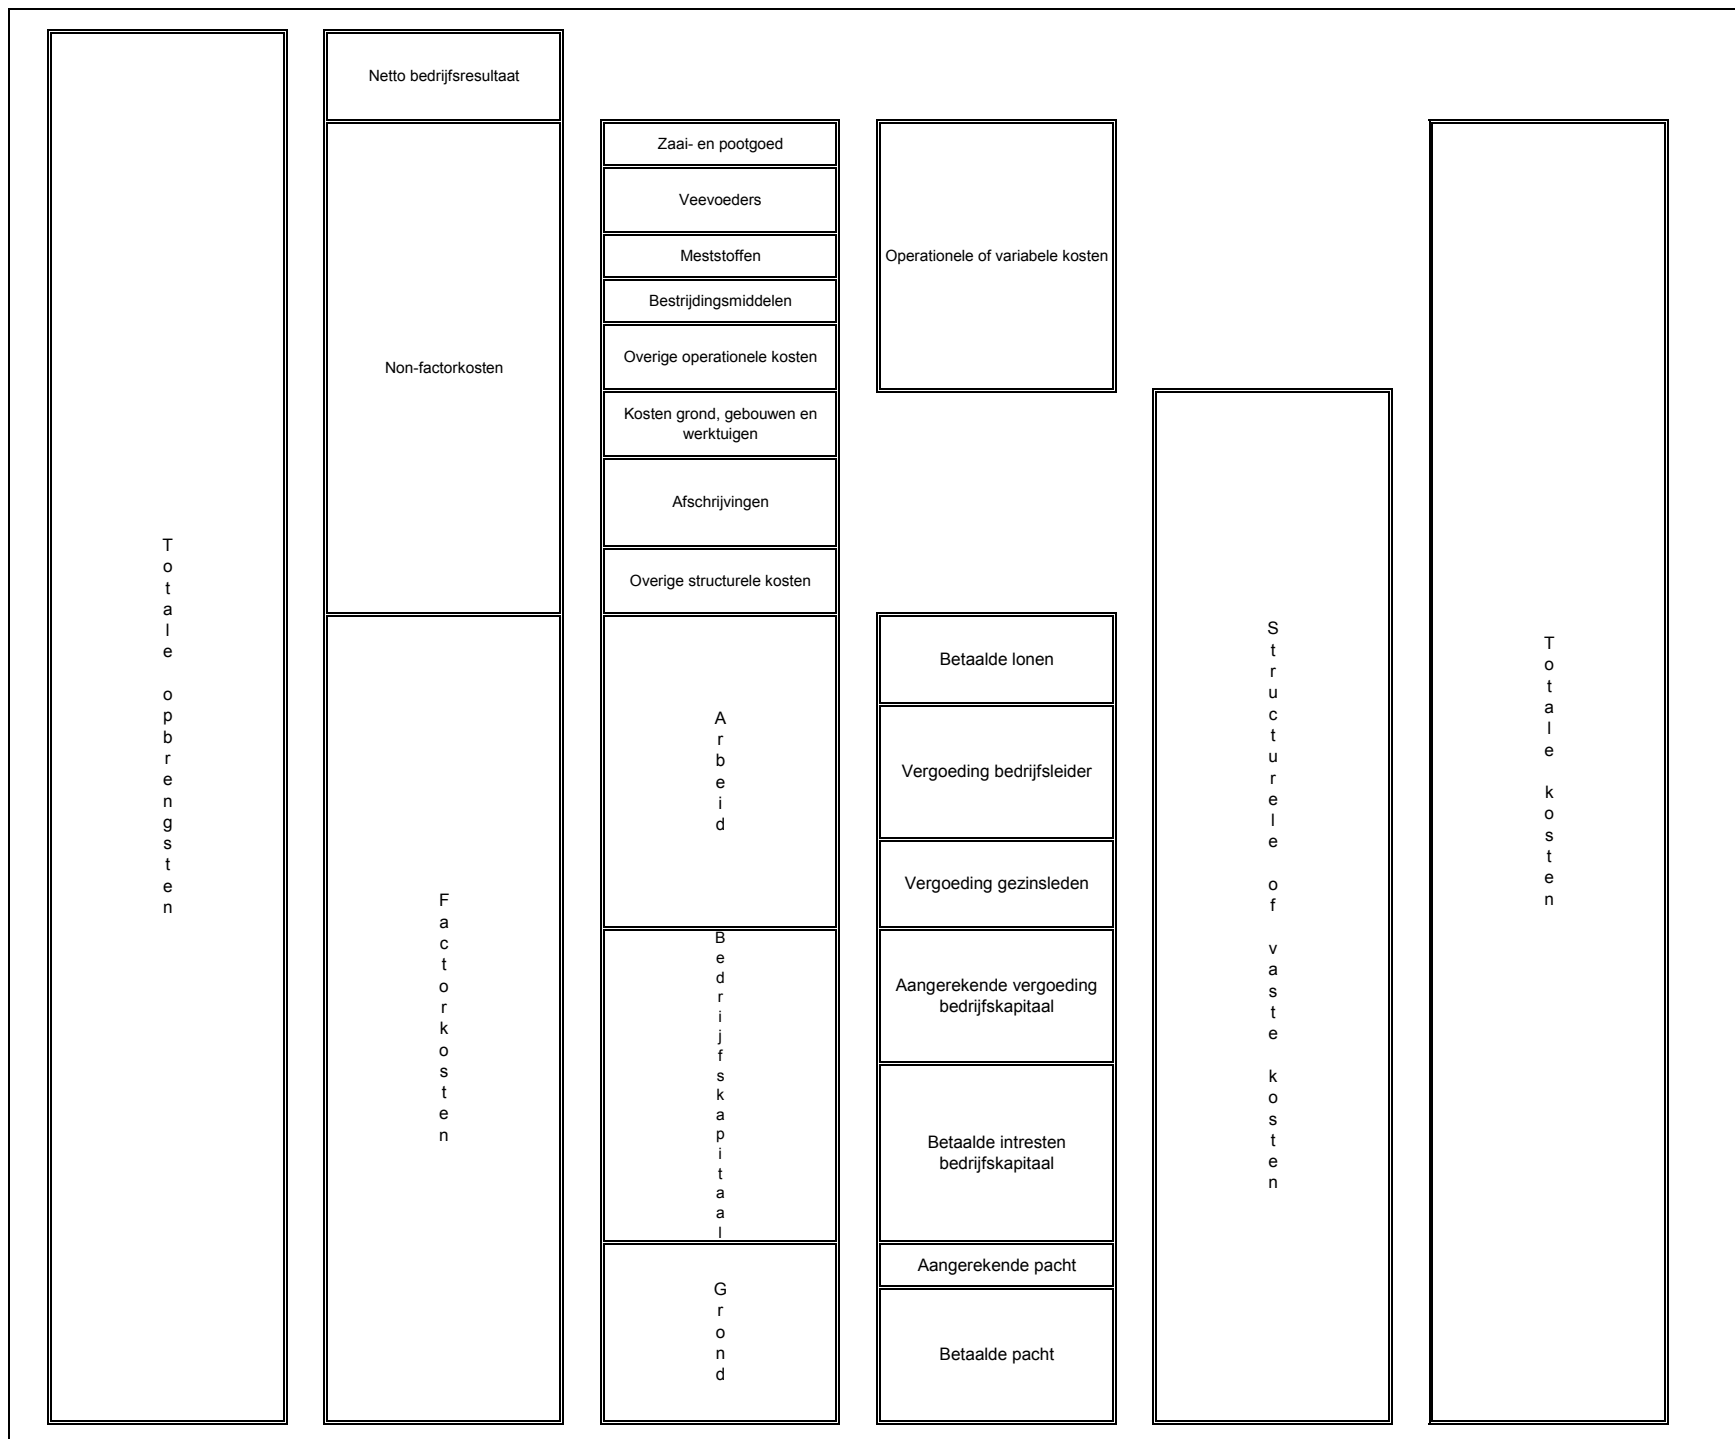 Totale opbrengsten
Netto bedrijfsresultaat
Non-factorkosten
Factorkosten
Zaai- en pootgoed
Veevoeders
Meststoffen
Bestrijdingsmiddelen
Overige operationele kosten
Kosten grond, gebouwen en
werktuigen
Afschrijvingen
Overige structurele kosten
Arbeid
Bedrijfskapitaal
Grond
Operationele of variabele kosten
Betaalde lonen
Vergoeding bedrijfsleider
Vergoeding gezinsleden
Aangerekende vergoeding
bedrijfskapitaal
Betaalde intresten
bedrijfskapitaal
Aangerekende pacht
Betaalde pacht
Structurele of vaste kosten
Totale kosten